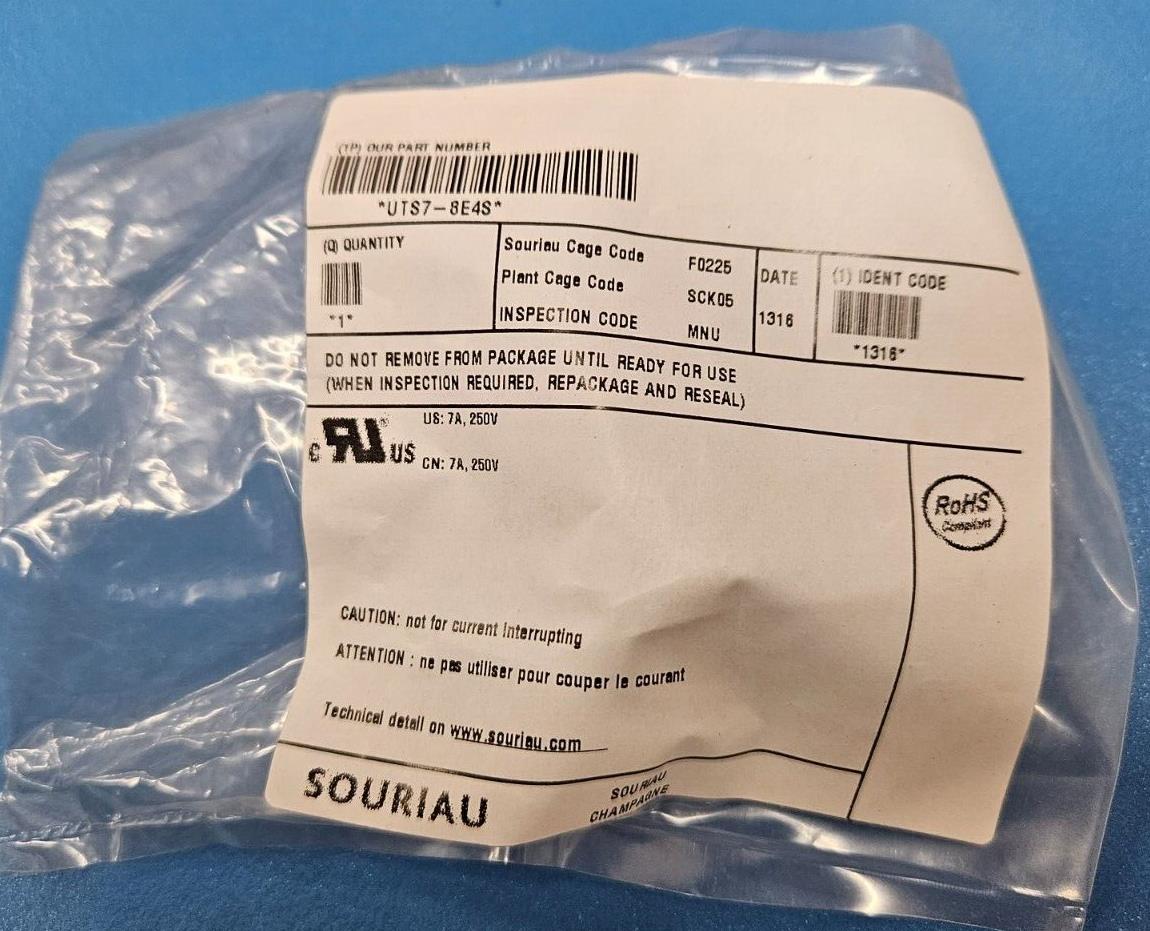 (1P) OUR PART NUMBER
*UTS7-8E4S*
(Q) QUANTITY
*1*
Souriau Cage Code F0225
Plant Cage Code SCK05
INSPECTION CODE MNU
DATE
1316
(1) IDENT CODE
*1316*
DO NOT REMOVE FROM PACKAGE UNTIL READY FOR USE
(WHEN INSPECTION REQUIRED, REPACKAGE AND RESEAL)
c RU ® US
US: 7A, 250V
CN: 7A, 250V
RoHS
Compliant
CAUTION: not for current interrupting
ATTENTION : ne pas utiliser pour couper le courant
Technical detail on www.souriau.com
SOURIAU
SOURIAU
CHAMPAGNE